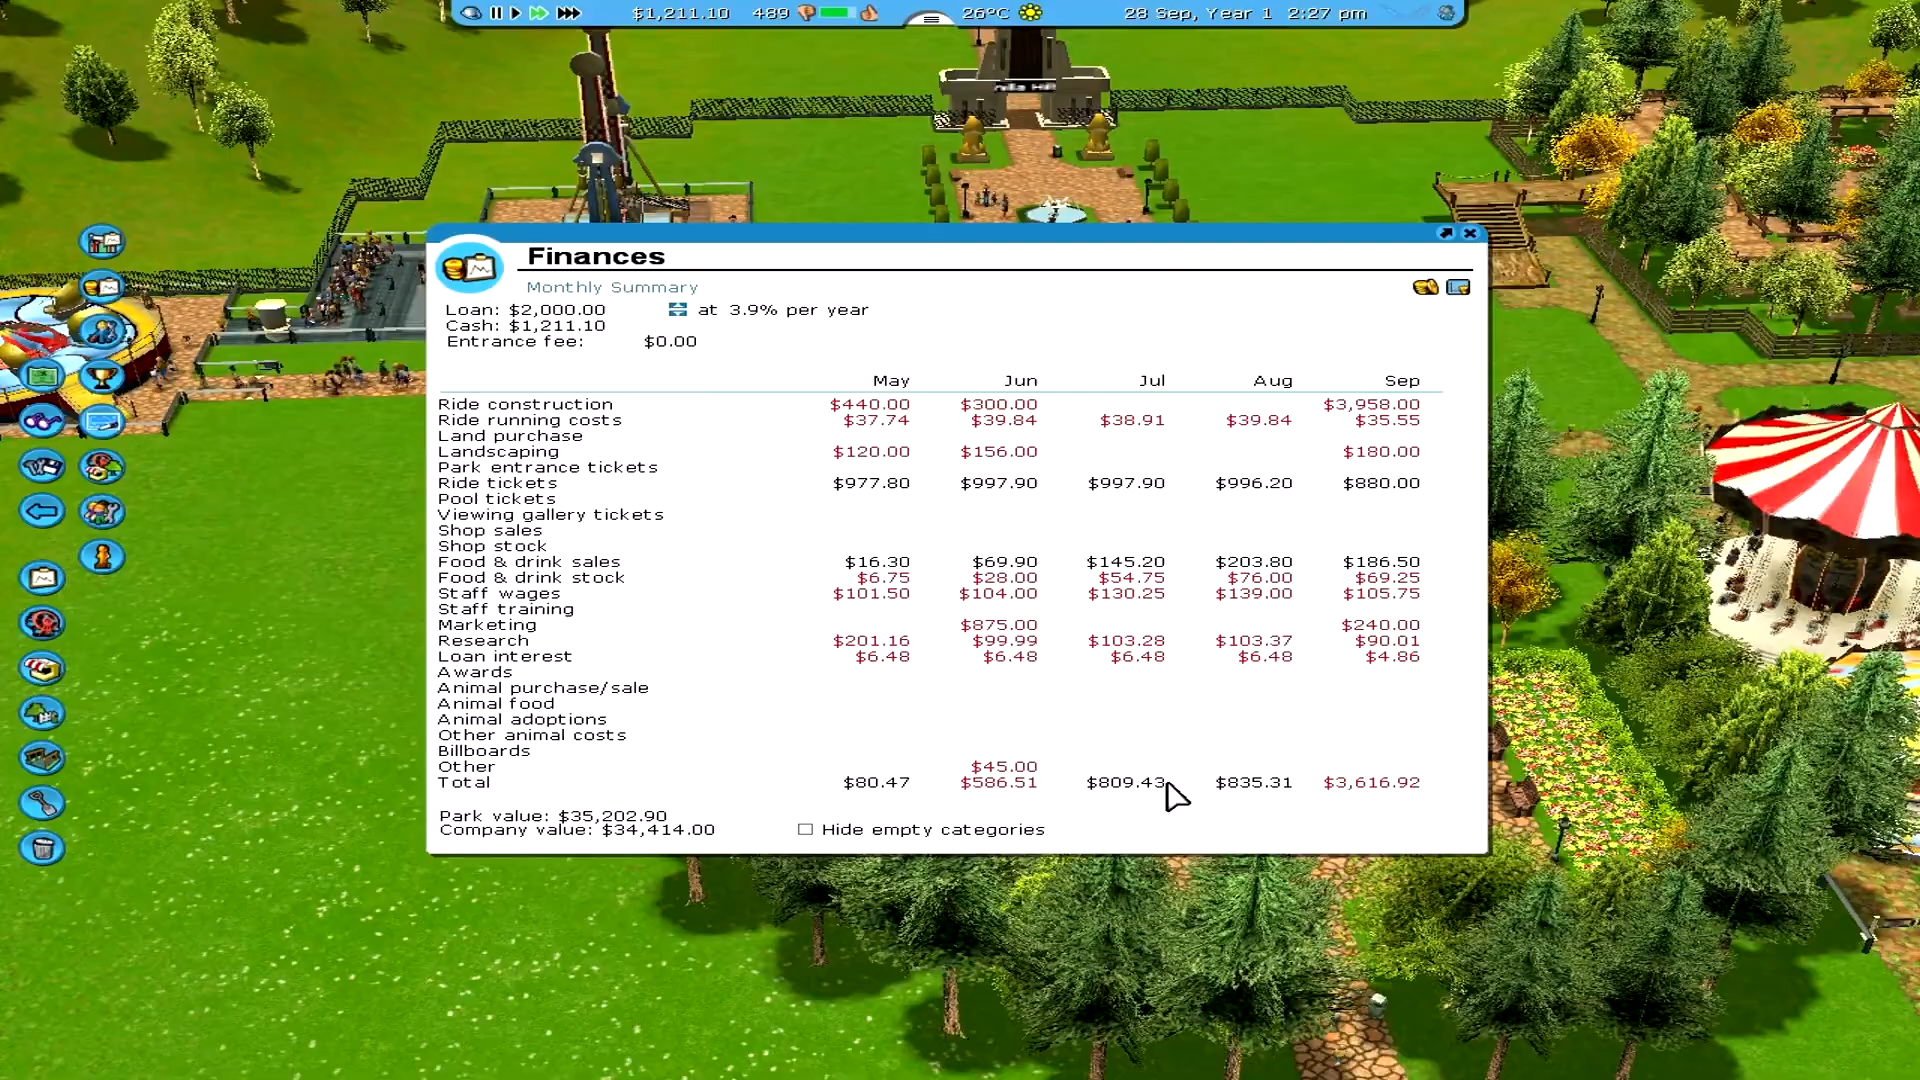 $1,211.10 489 26°C 28 Sep, Year 1 2:27 pm
Finances
Monthly Summary
Loan: $2,000.00 at 3.9% per year
Cash: $1,211.10
Entrance fee: $0.00
May Jun Jul Aug Sep
Ride construction $440.00 $300.00 $3,958.00
Ride running costs $37.74 $39.84 $38.91 $39.84 $35.55
Land purchase
Landscaping $120.00 $156.00 $180.00
Park entrance tickets
Ride tickets $977.80 $997.90 $997.90 $996.20 $880.00
Pool tickets
Viewing gallery tickets
Shop sales
Shop stock
Food & drink sales $16.30 $69.90 $145.20 $203.80 $186.50
Food & drink stock $6.75 $28.00 $54.75 $76.00 $69.25
Staff wages $101.50 $104.00 $130.25 $139.00 $105.75
Staff training
Marketing $875.00 $240.00
Research $201.16 $99.99 $103.28 $103.37 $90.01
Loan interest $6.48 $6.48 $6.48 $6.48 $4.86
Awards
Animal purchase/sale
Animal food
Animal adoptions
Other animal costs
Billboards
Other $45.00
Total $80.47 $586.51 $809.43 $835.31 $3,616.92
Park value: $35,202.90
Company value: $34,414.00 Hide empty categories